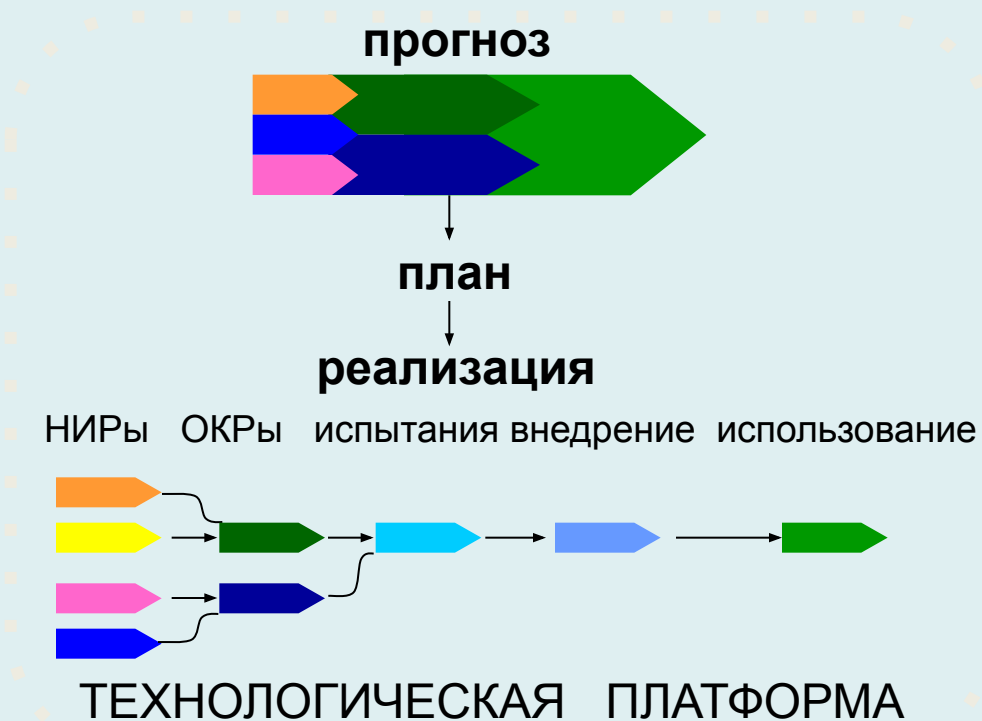 прогноз
план
реализация
НИРы ОКРы испытания внедрение использование
ТЕХНОЛОГИЧЕСКАЯ ПЛАТФОРМА